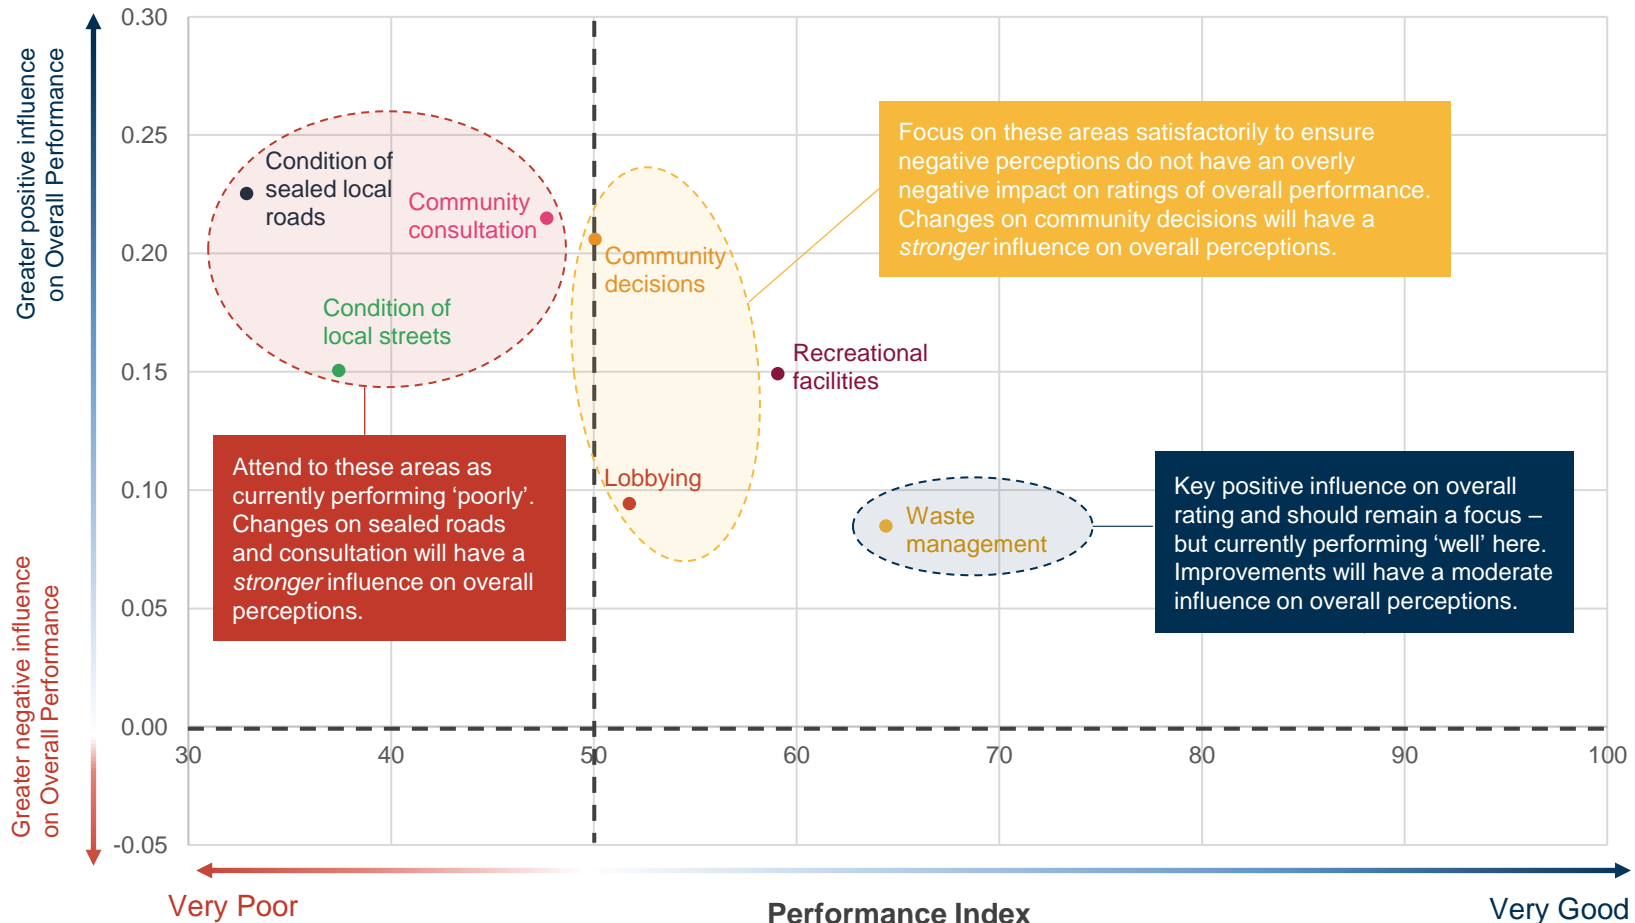 Greater positive influence
on Overall Performance
Greater negative influence
on Overall Performance
0.30
0.25
0.20
0.15
0.10
0.05
0.00
-0.05
30
40
50
60
70
80
90
100
Condition of
sealed local
roads
Community
consultation
Condition of
local streets
Community
decisions
Recreational
facilities
Lobbying
Waste
management
Focus on these areas satisfactorily to ensure
negative perceptions do not have an overly
negative impact on ratings of overall performance.
Changes on community decisions will have a
stronger influence on overall perceptions.
Attend to these areas as
currently performing ‘poorly’.
Changes on sealed roads
and consultation will have a
stronger influence on overall
perceptions.
Key positive influence on overall
rating and should remain a focus –
but currently performing ‘well’ here.
Improvements will have a moderate
influence on overall perceptions.
Very Poor
Performance Index
Very Good